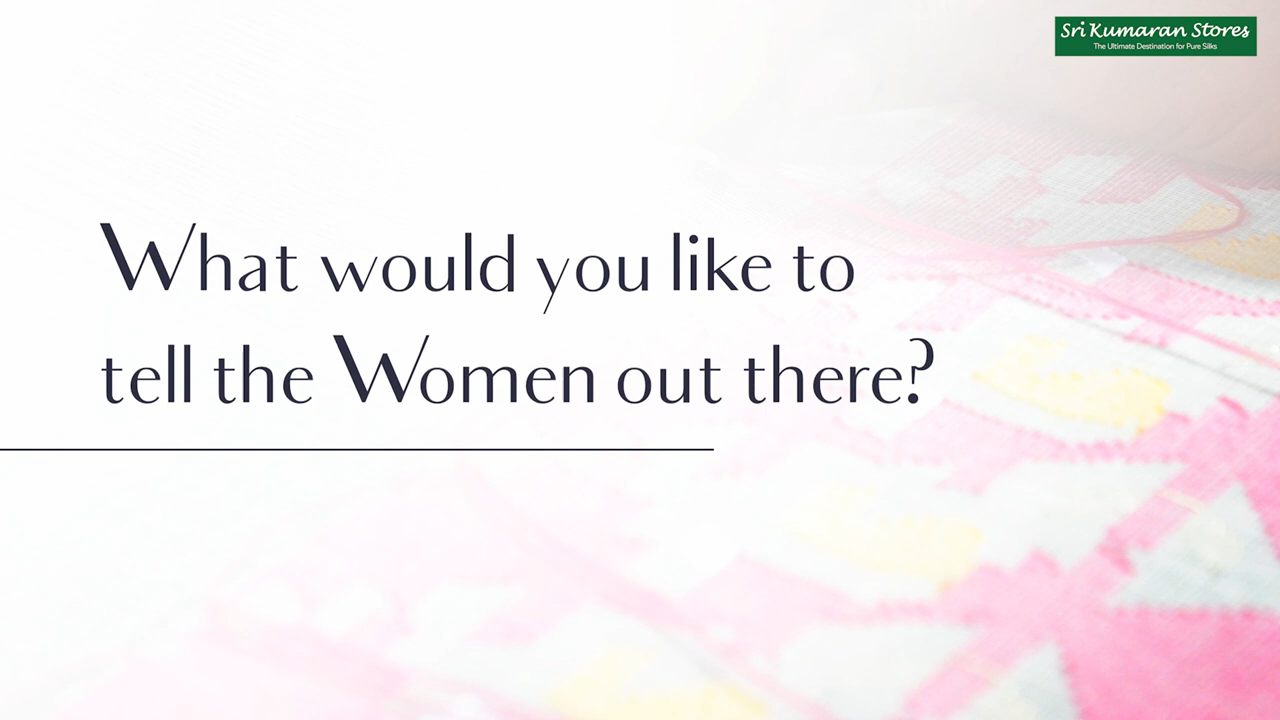 Sri Kumaran Stores
The Ultimate Destination for Pure Silks
What would you like to
tell the Women out there?